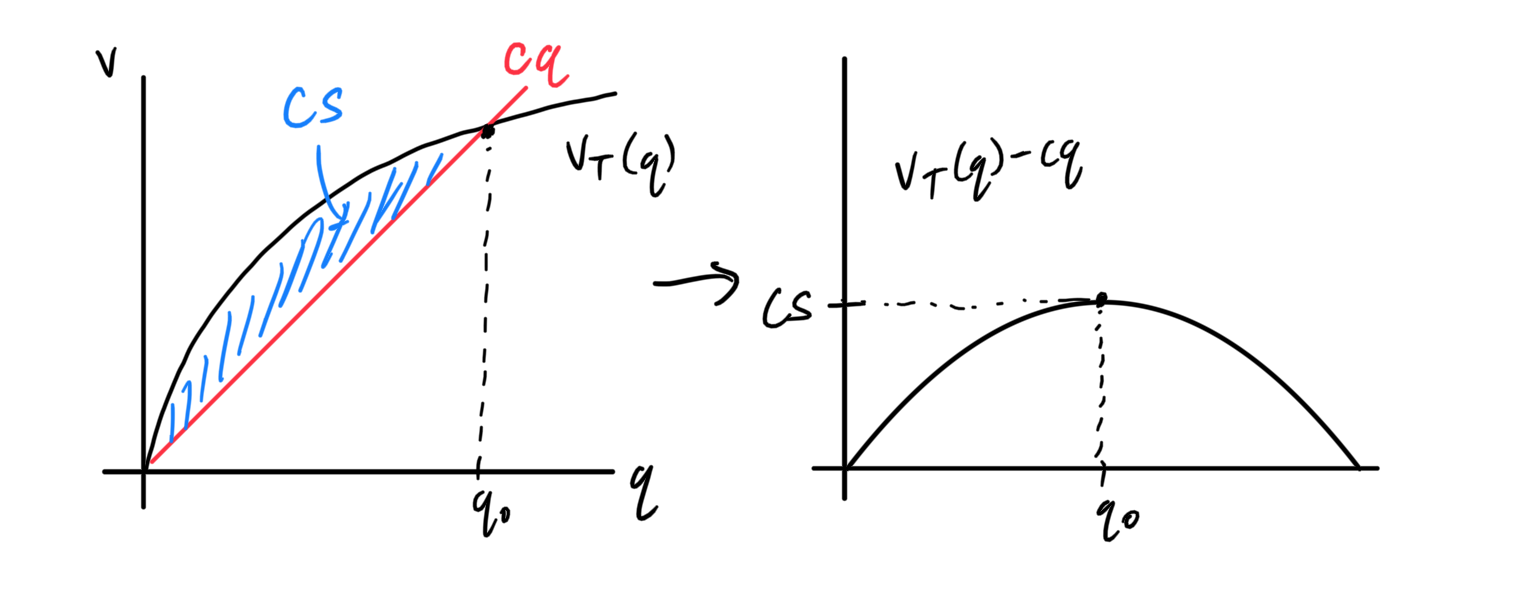 V
CS
cq
V_T(q)
q
q₀
V_T(q)-cq
CS
q₀